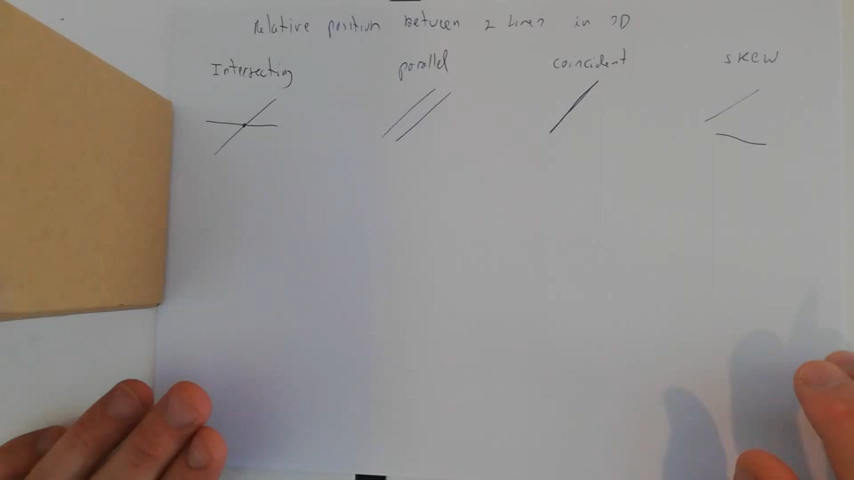 Relative position between 2 lines in 3D
Intersecting parallel coincident skew